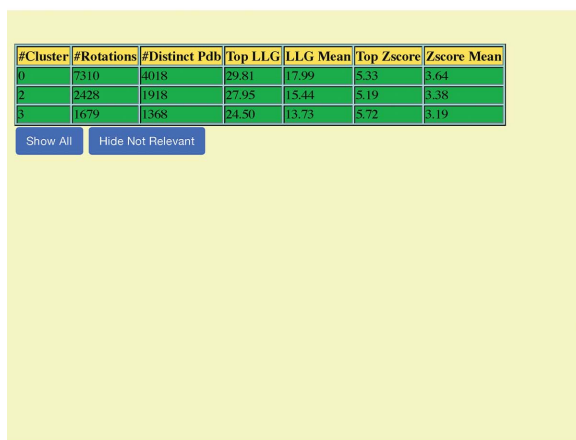 #Cluster #Rotations #Distinct Pdb Top LLG LLG Mean Top Zscore Zscore Mean
0 7310 4018 29.81 17.99 5.33 3.64
2 2428 1918 27.95 15.44 5.19 3.38
3 1679 1368 24.50 13.73 5.72 3.19
Show All Hide Not Relevant